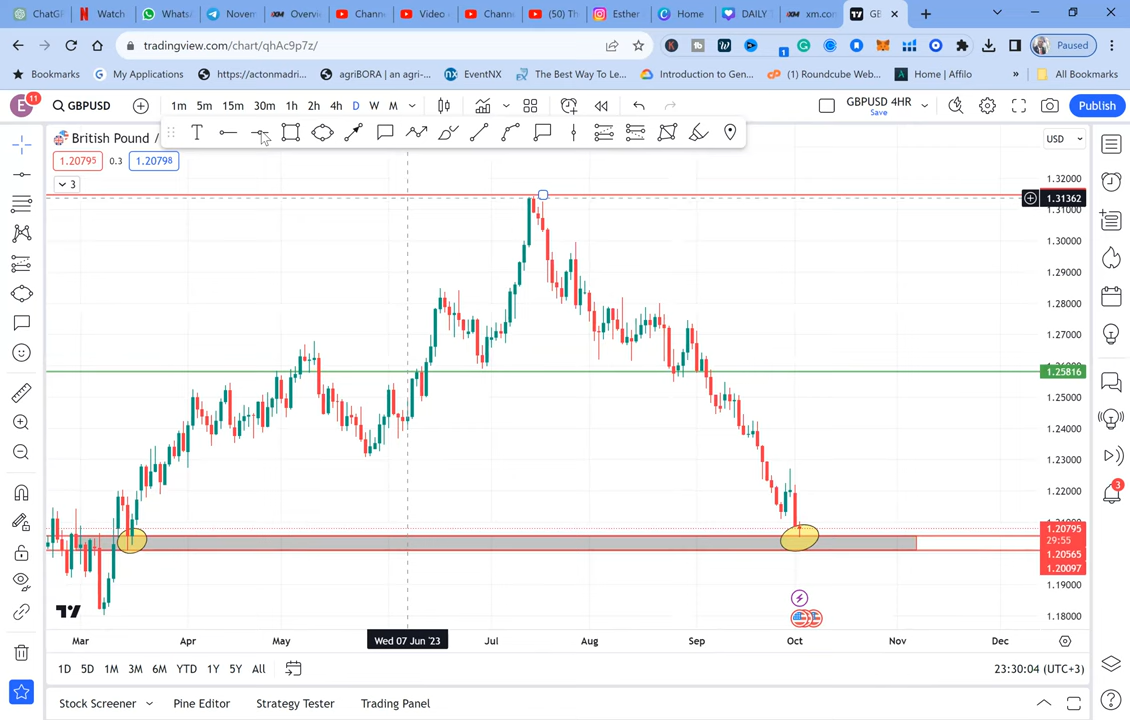 ChatGP
Watch
WhatsA
Novem
Overvi
Chann
Video 
Chann
(50) Th
Esther
Home
DAILY
xm.com
GB
tradingview.com/chart/qhAc9p7z/
1
Paused
Bookmarks
My Applications
https://actonmadri...
agriBORA | an agri-...
EventNX
The Best Way To Le...
Introduction to Gen...
(1) Roundcube Web...
Home | Affilo
»
All Bookmarks
E
11
GBPUSD
1m
5m
15m
30m
1h
2h
4h
D
W
M
GBPUSD 4HR
Save
Publish
British Pound /
USD
1.20795
0.3
1.20798
3
1.32000
1.31362
1.31000
1.30000
1.29000
1.28000
1.27000
1.25816
1.25000
1.24000
1.23000
1.22000
1.20795
29:55
1.20565
1.20097
1.19000
1.18000
3
Mar
Apr
May
Wed 07 Jun '23
Jul
Aug
Sep
Oct
Nov
Dec
1D
5D
1M
3M
6M
YTD
1Y
5Y
All
23:30:04 (UTC+3)
Stock Screener
Pine Editor
Strategy Tester
Trading Panel